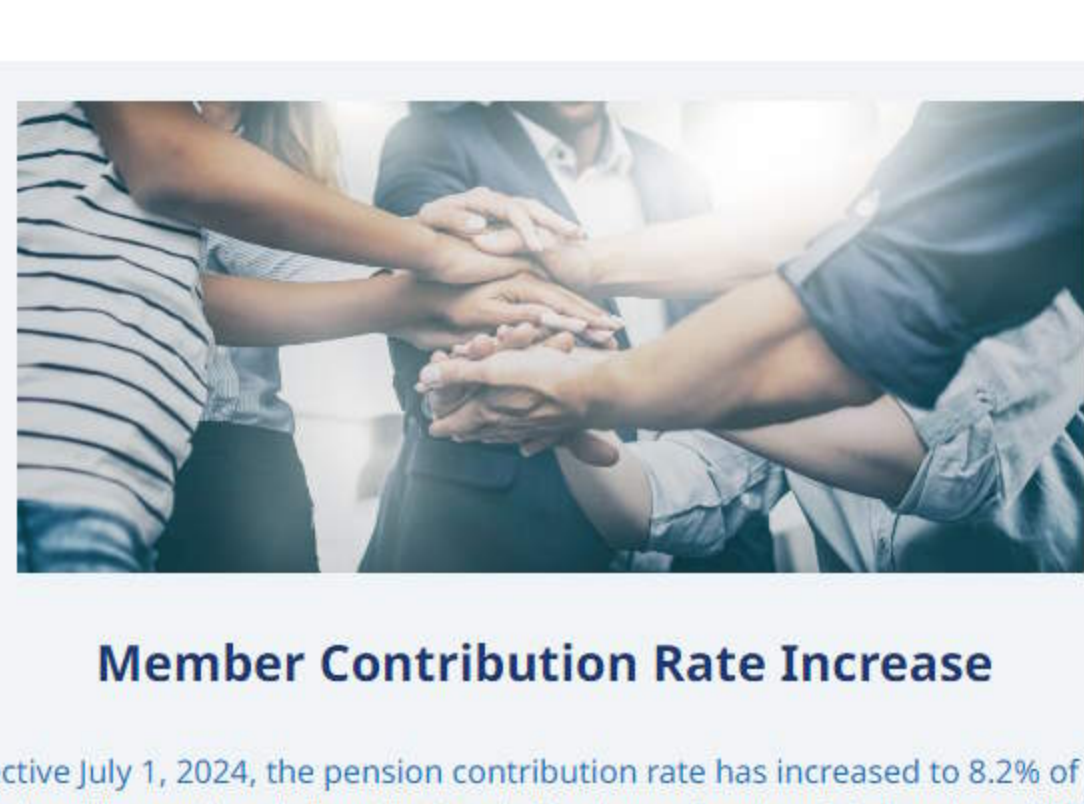 Member Contribution Rate Increase
ctive July 1, 2024, the pension contribution rate has increased to 8.2% of